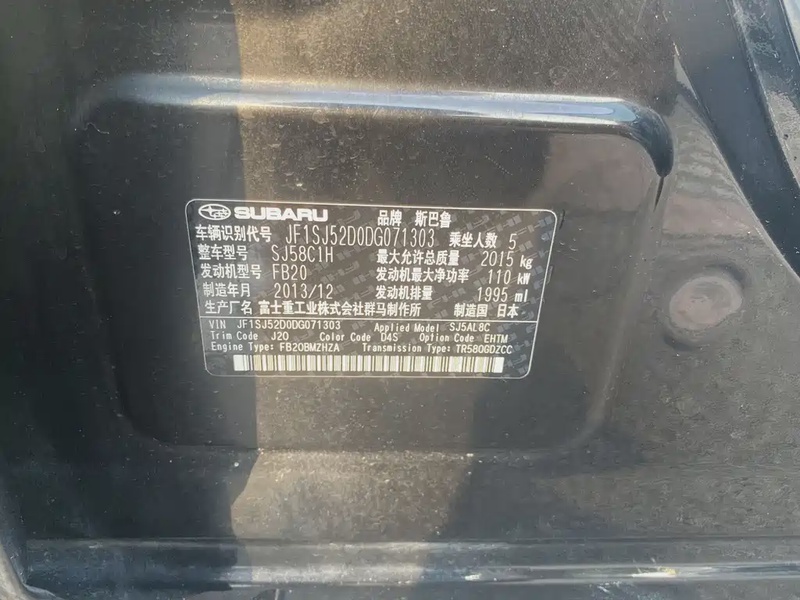 SUBARU 品牌 斯巴鲁
车辆识别代号 JF1SJ52D0DG071303 乘坐人数 5
整车型号 SJ58C1H 最大允许总质量 2015 kg
发动机型号 FB20 发动机最大净功率 110 kW
制造年月 2013/12 发动机排量 1995 ml
生产厂名 富士重工业株式会社群马制作所 制造国 日本
VIN JF1SJ52D0DG071303 Applied Model SJ5AL8C
Trim Code J20 Color Code D4S Option Code EHTM
Engine Type: FB20BMZHZA Transmission Type: TR580GDZCC